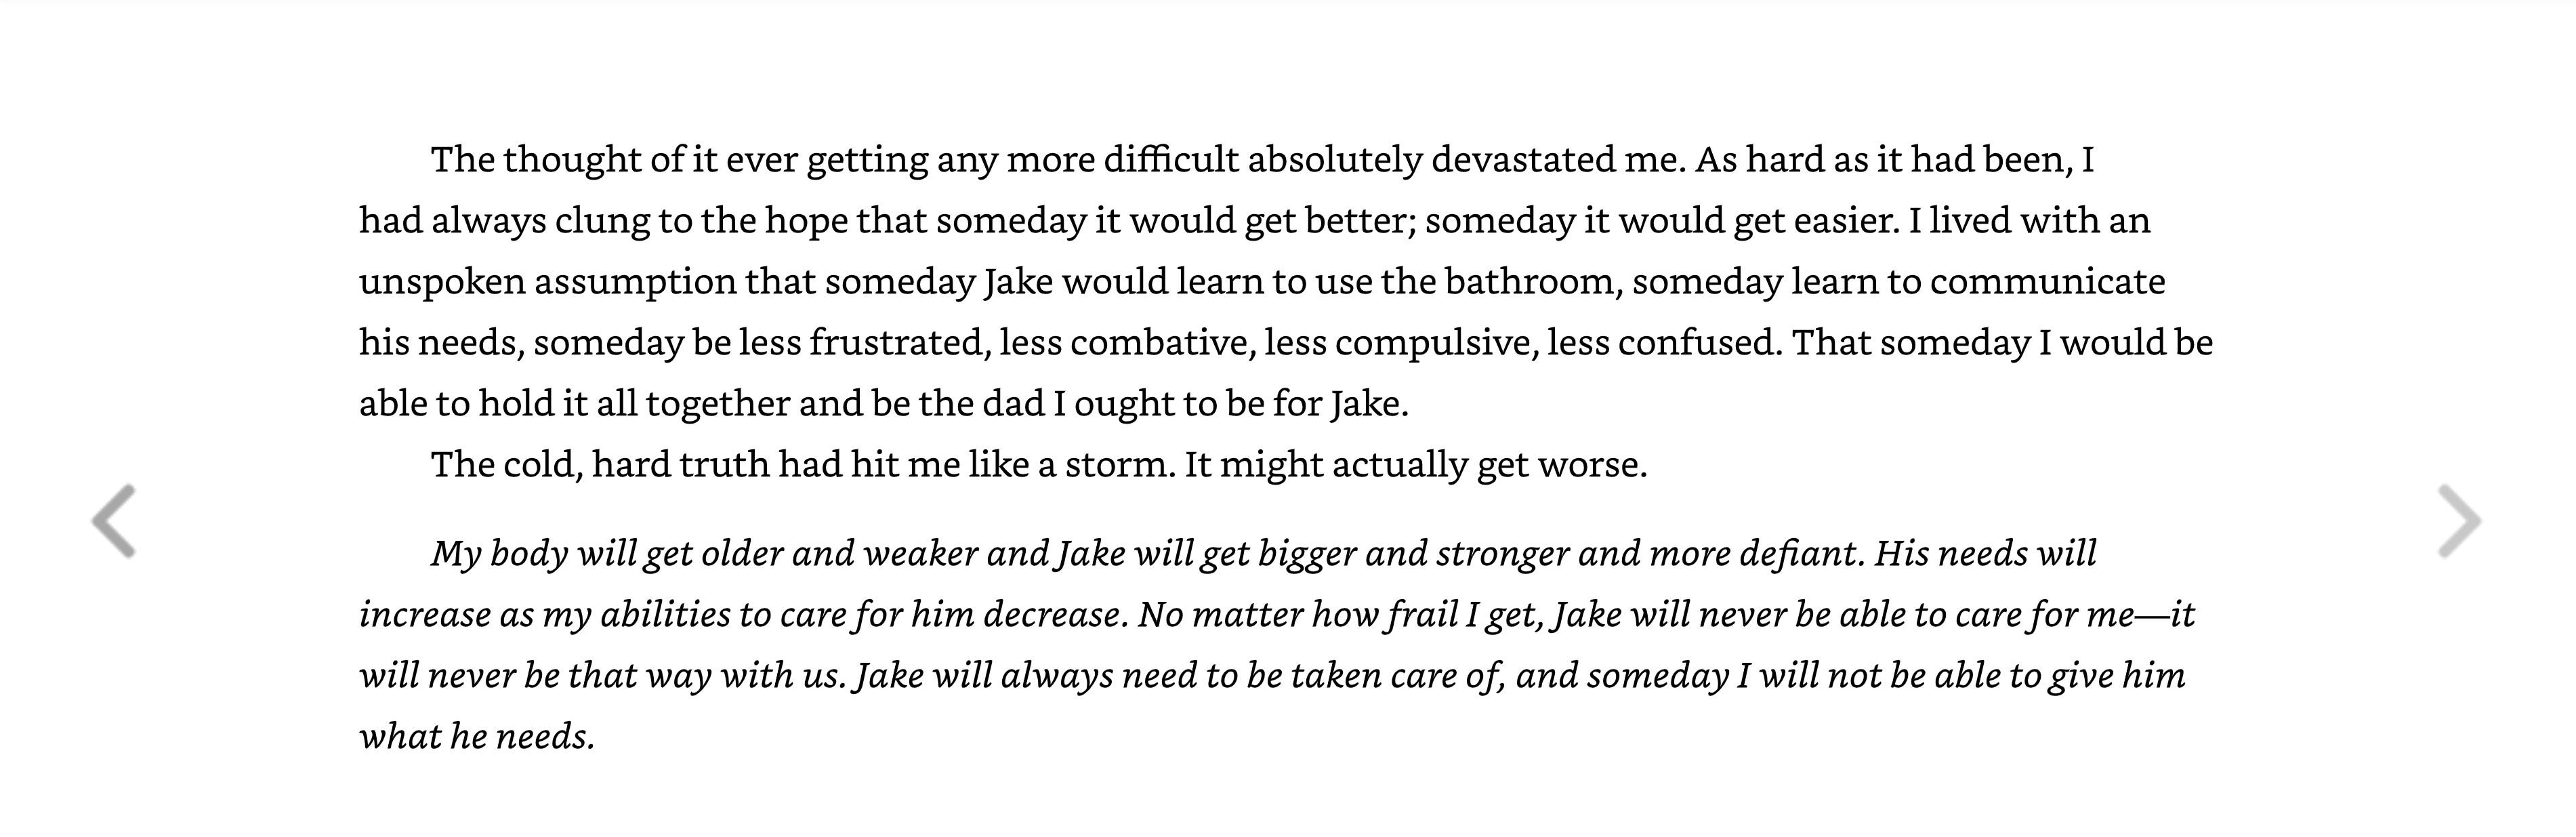 The thought of it ever getting any more difficult absolutely devastated me. As hard as it had been, I
had always clung to the hope that someday it would get better; someday it would get easier. I lived with an
unspoken assumption that someday Jake would learn to use the bathroom, someday learn to communicate
his needs, someday be less frustrated, less combative, less compulsive, less confused. That someday I would be
able to hold it all together and be the dad I ought to be for Jake.
The cold, hard truth had hit me like a storm. It might actually get worse.
My body will get older and weaker and Jake will get bigger and stronger and more defiant. His needs will
increase as my abilities to care for him decrease. No matter how frail I get, Jake will never be able to care for me—it
will never be that way with us. Jake will always need to be taken care of, and someday I will not be able to give him
what he needs.